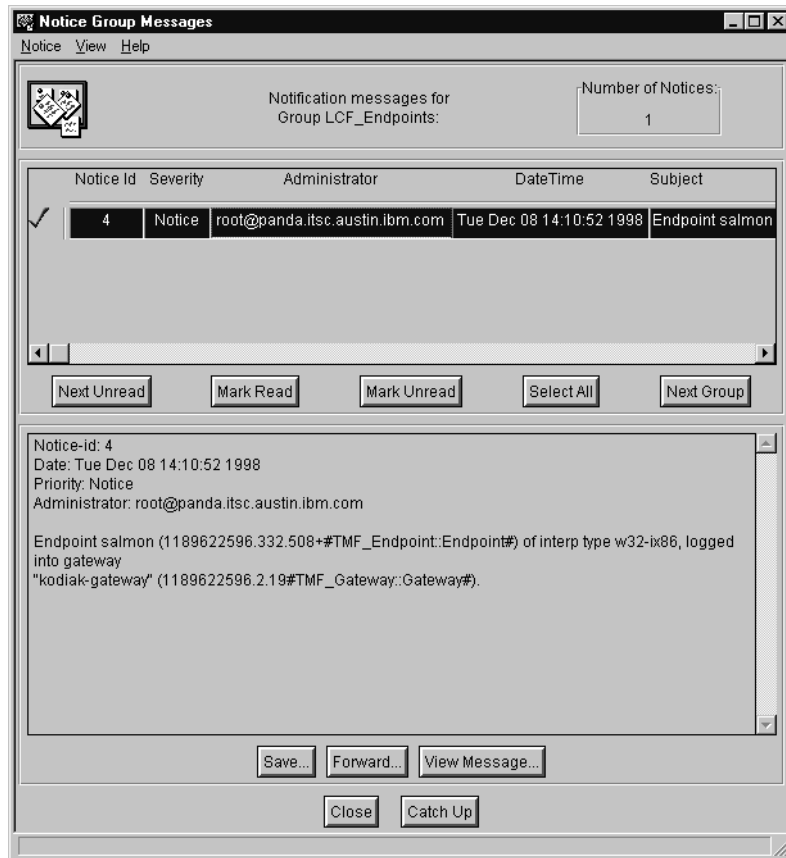 Notice Group Messages
Notice View Help
Notification messages for
Group LCF_Endpoints:
Number of Notices:
1
Notice Id Severity Administrator DateTime Subject
4 Notice root@panda.itsc.austin.ibm.com Tue Dec 08 14:10:52 1998 Endpoint salmon
Next Unread Mark Read Mark Unread Select All Next Group
Notice-id: 4
Date: Tue Dec 08 14:10:52 1998
Priority: Notice
Administrator: root@panda.itsc.austin.ibm.com
Endpoint salmon (1189622596.332.508+#TMF_Endpoint::Endpoint#) of interp type w32-ix86, logged
into gateway
"kodiak-gateway" (1189622596.2.19#TMF_Gateway::Gateway#).
Save... Forward... View Message...
Close Catch Up